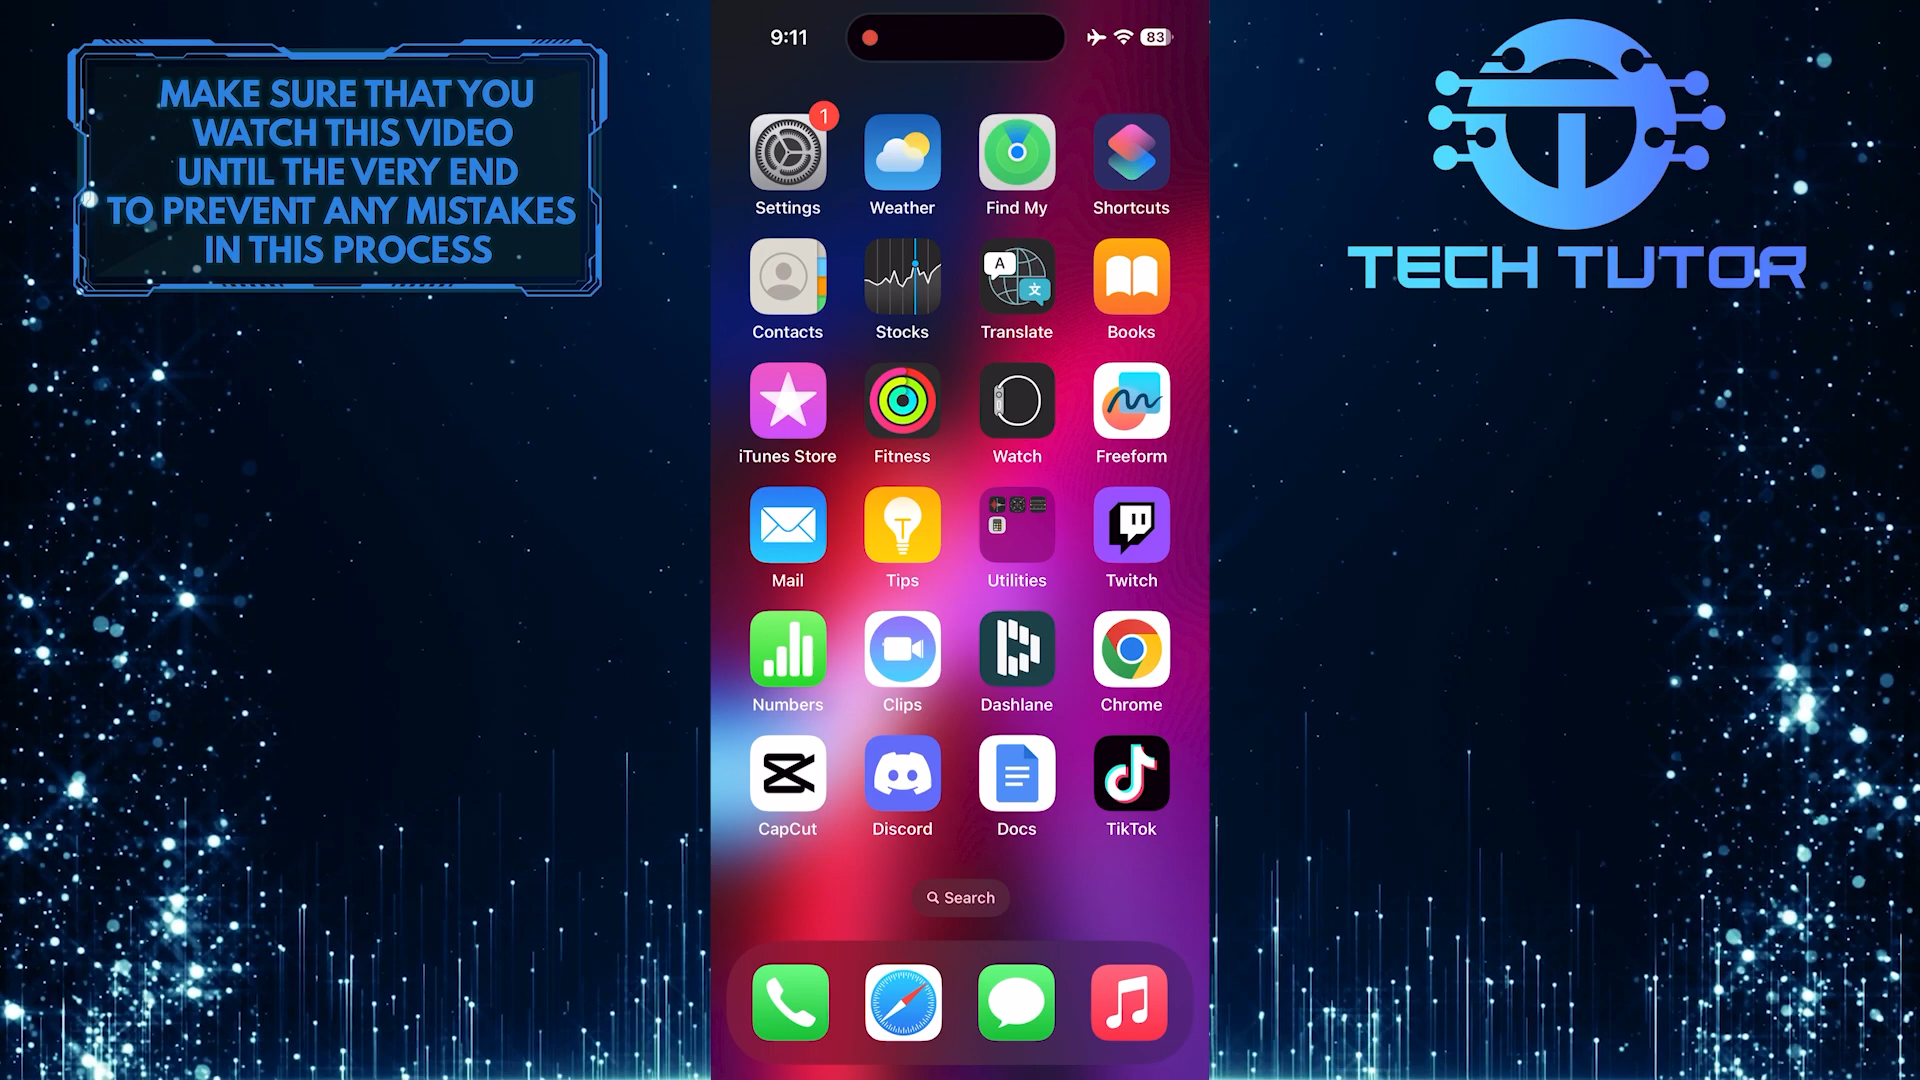 MAKE SURE THAT YOU
WATCH THIS VIDEO
UNTIL THE VERY END
TO PREVENT ANY MISTAKES
IN THIS PROCESS
9:11
83
1
Settings
Weather
Find My
Shortcuts
A
文
Contacts
Stocks
Translate
Books
iTunes Store
Fitness
Watch
Freeform
Mail
Tips
Utilities
Twitch
Numbers
Clips
Dashlane
Chrome
CapCut
Discord
Docs
TikTok
Search
TECH TUTOR